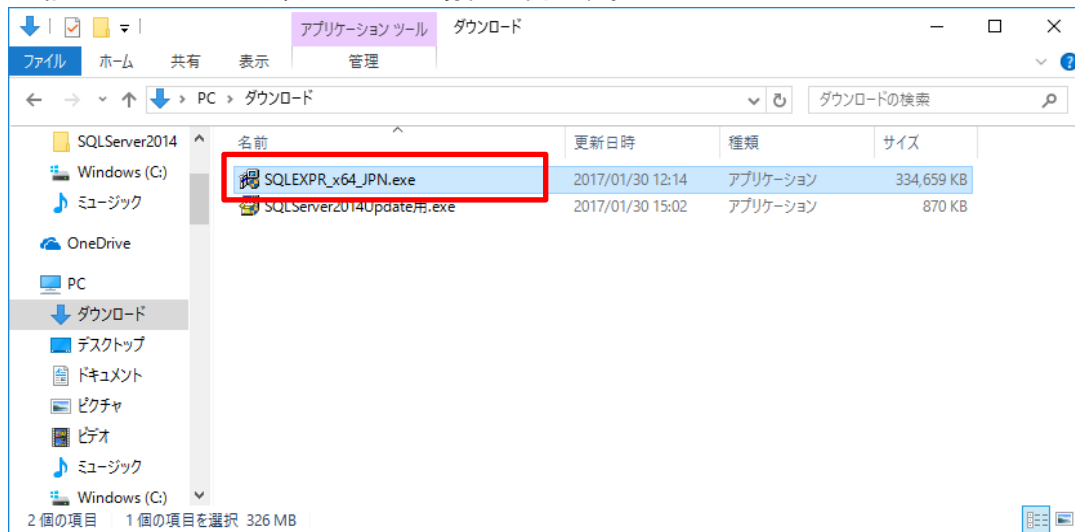 アプリケーション ツール ダウンロード
ファイル ホーム 共有 表示 管理
PC › ダウンロード ダウンロードの検索
SQLServer2014 名前 更新日時 種類 サイズ
Windows (C:) SQLEXPR_x64_JPN.exe 2017/01/30 12:14 アプリケーション 334,659 KB
ミュージック SQLServer2014Update用.exe 2017/01/30 15:02 アプリケーション 870 KB
OneDrive
PC
ダウンロード
デスクトップ
ドキュメント
ピクチャ
ビデオ
ミュージック
Windows (C:)
2 個の項目 1 個の項目を選択 326 MB